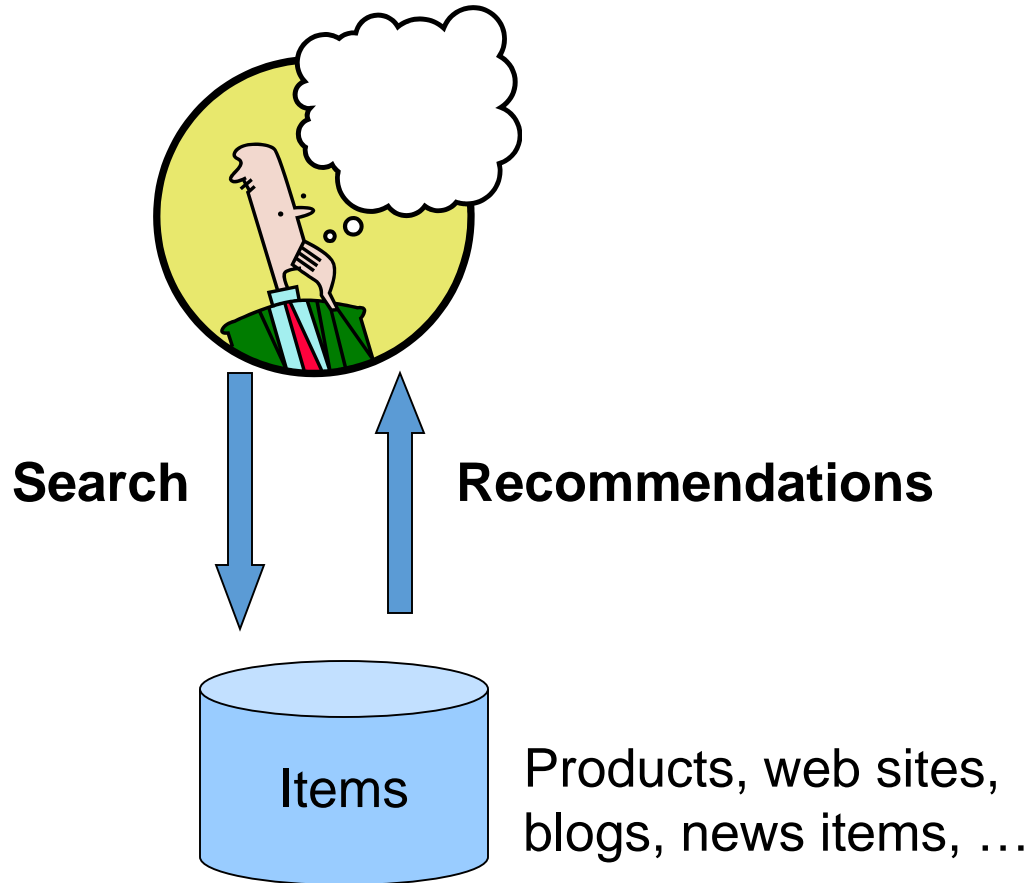 Search
Recommendations
Items
Products, web sites,
blogs, news items, …